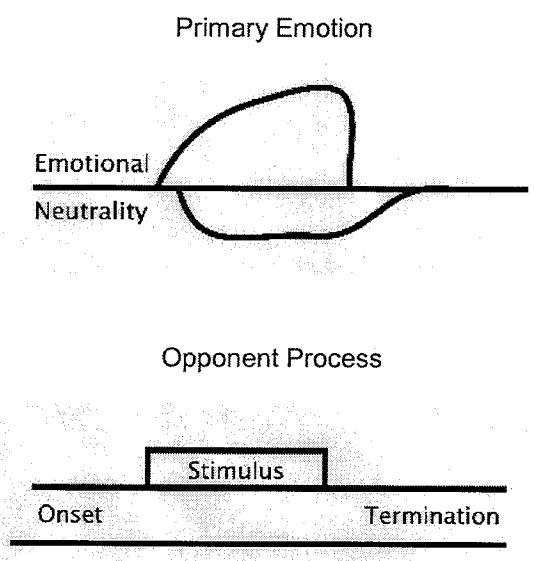 Primary Emotion
Emotional
Neutrality
Opponent Process
Stimulus
Onset Termination